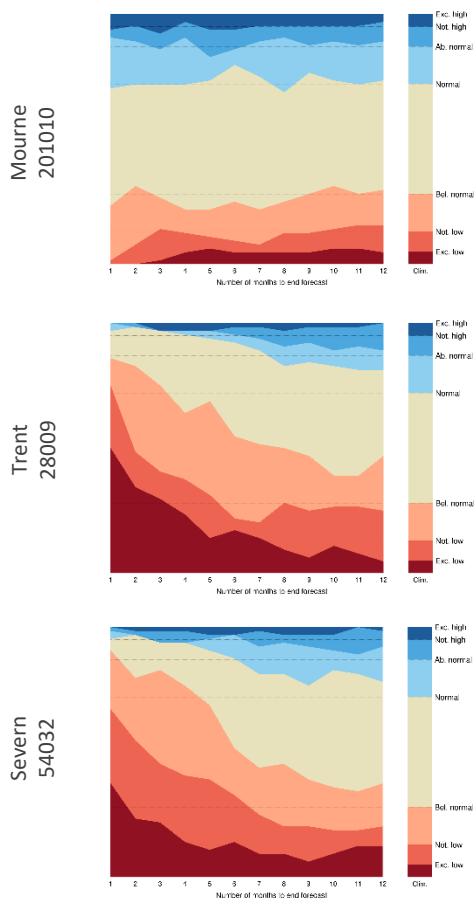 Mourne
201010
Exc. high
Not. high
Ab. normal
Normal
Bel. normal
Not. low
Exc. low
1 2 3 4 5 6 7 8 9 10 11 12 Clim.
Number of months to end forecast
Trent
28009
Exc. high
Not. high
Ab. normal
Normal
Bel. normal
Not. low
Exc. low
1 2 3 4 5 6 7 8 9 10 11 12 Clim.
Number of months to end forecast
Severn
54032
Exc. high
Not. high
Ab. normal
Normal
Bel. normal
Not. low
Exc. low
1 2 3 4 5 6 7 8 9 10 11 12 Clim.
Number of months to end forecast